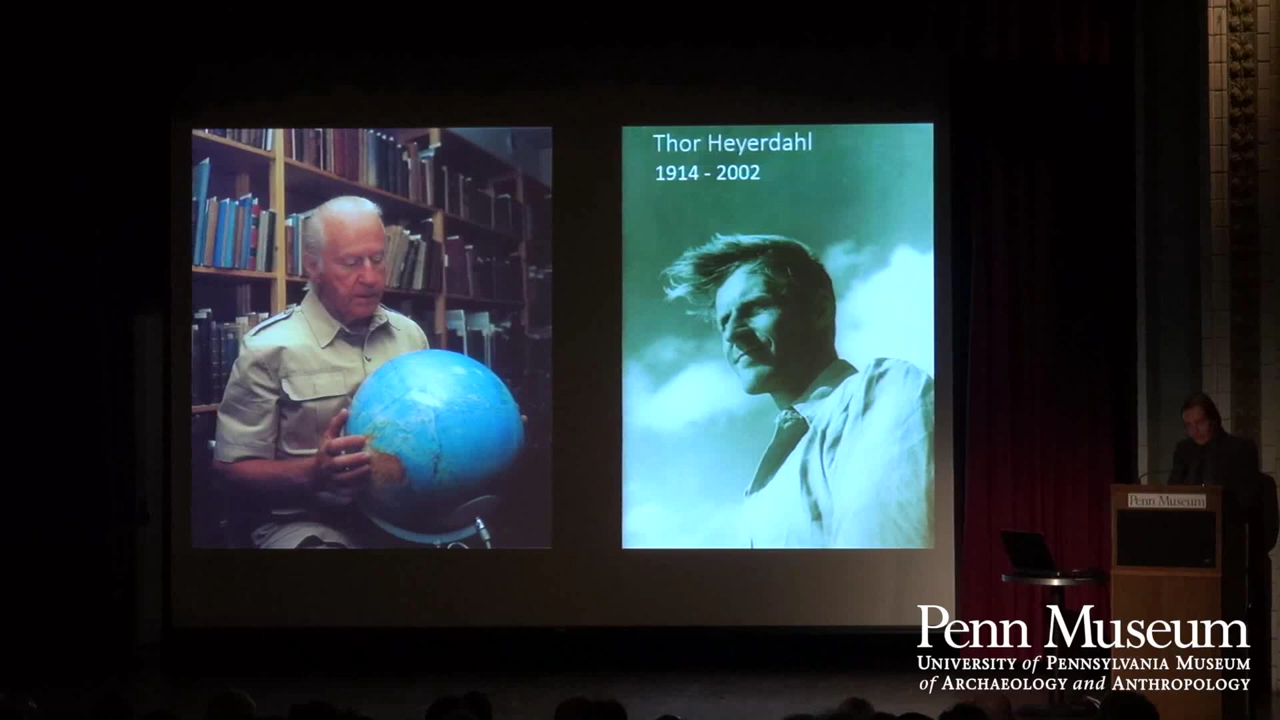 Thor Heyerdahl
1914 - 2002
Penn Museum
Penn Museum
UNIVERSITY of PENNSYLVANIA MUSEUM
of ARCHAEOLOGY and ANTHROPOLOGY